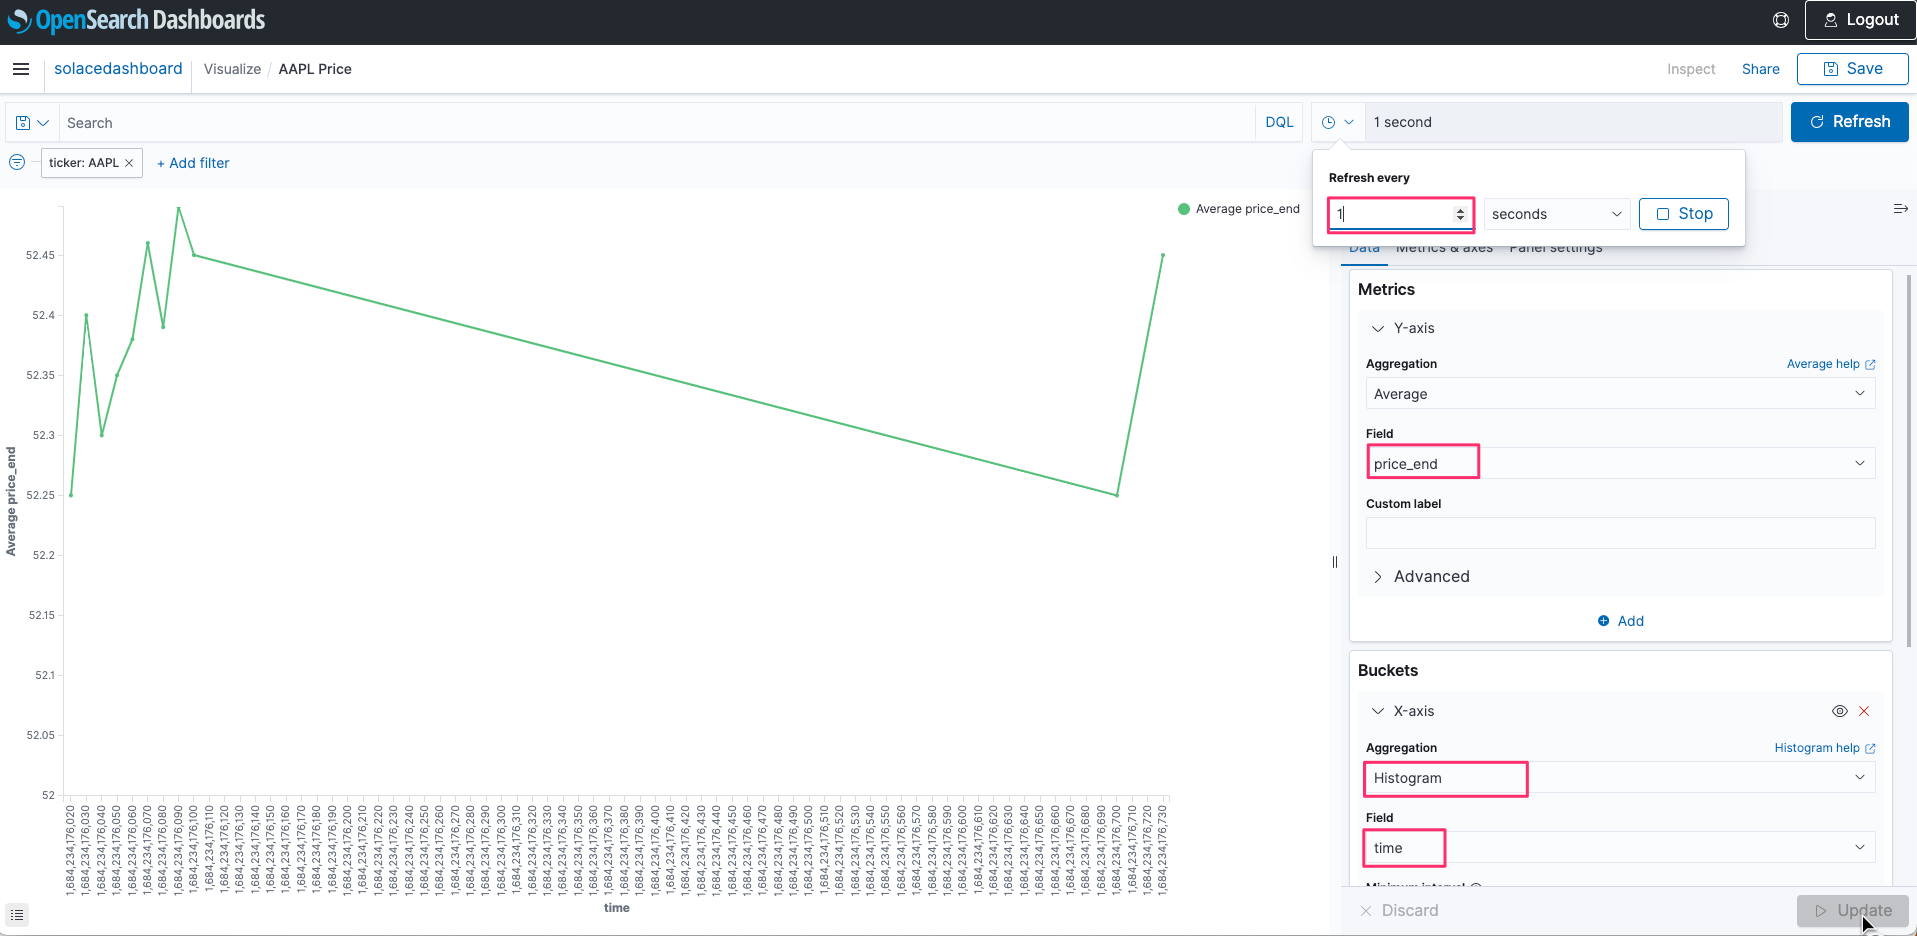 OpenSearch Dashboards
Logout
solacedashboard
Visualize / AAPL Price
Inspect
Share
Save
Search
DQL
1 second
Refresh
ticker: AAPL ×
+ Add filter
Refresh every
1
seconds
Stop
Data
Metrics & axes
Panel settings
Average price_end
Average price_end
52.45
52.4
52.35
52.3
52.25
52.2
52.15
52.1
52.05
52
1,684,234,176,020
1,684,234,176,030
1,684,234,176,040
1,684,234,176,050
1,684,234,176,060
1,684,234,176,070
1,684,234,176,080
1,684,234,176,090
1,684,234,176,100
1,684,234,176,110
1,684,234,176,120
1,684,234,176,130
1,684,234,176,140
1,684,234,176,150
1,684,234,176,160
1,684,234,176,170
1,684,234,176,180
1,684,234,176,190
1,684,234,176,200
1,684,234,176,210
1,684,234,176,220
1,684,234,176,230
1,684,234,176,240
1,684,234,176,250
1,684,234,176,260
1,684,234,176,270
1,684,234,176,280
1,684,234,176,290
1,684,234,176,300
1,684,234,176,310
1,684,234,176,320
1,684,234,176,330
1,684,234,176,340
1,684,234,176,350
1,684,234,176,360
1,684,234,176,370
1,684,234,176,380
1,684,234,176,390
1,684,234,176,400
1,684,234,176,410
1,684,234,176,420
1,684,234,176,430
1,684,234,176,440
1,684,234,176,450
1,684,234,176,460
1,684,234,176,470
1,684,234,176,480
1,684,234,176,490
1,684,234,176,500
1,684,234,176,510
1,684,234,176,520
1,684,234,176,530
1,684,234,176,540
1,684,234,176,550
1,684,234,176,560
1,684,234,176,570
1,684,234,176,580
1,684,234,176,590
1,684,234,176,600
1,684,234,176,610
1,684,234,176,620
1,684,234,176,630
1,684,234,176,640
1,684,234,176,650
1,684,234,176,660
1,684,234,176,670
1,684,234,176,680
1,684,234,176,690
1,684,234,176,700
1,684,234,176,710
1,684,234,176,720
1,684,234,176,730
time
Metrics
Y-axis
Aggregation
Average help
Average
Field
price_end
Custom label
Advanced
Add
Buckets
X-axis
Aggregation
Histogram help
Histogram
Field
time
Minimum interval
Discard
Update